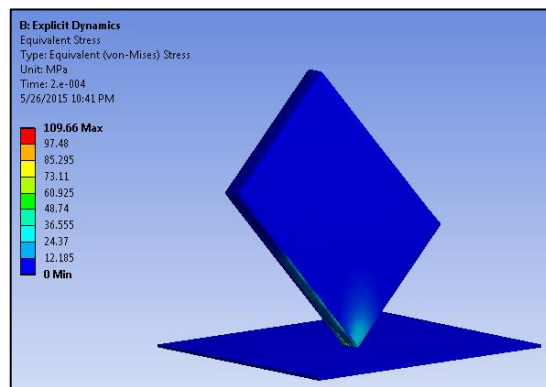 B: Explicit Dynamics
Equivalent Stress
Type: Equivalent (von-Mises) Stress
Unit: MPa
Time: 2.e-004
5/26/2015 10:41 PM
109.66 Max
97.48
85.295
73.11
60.925
48.74
36.555
24.37
12.185
0 Min